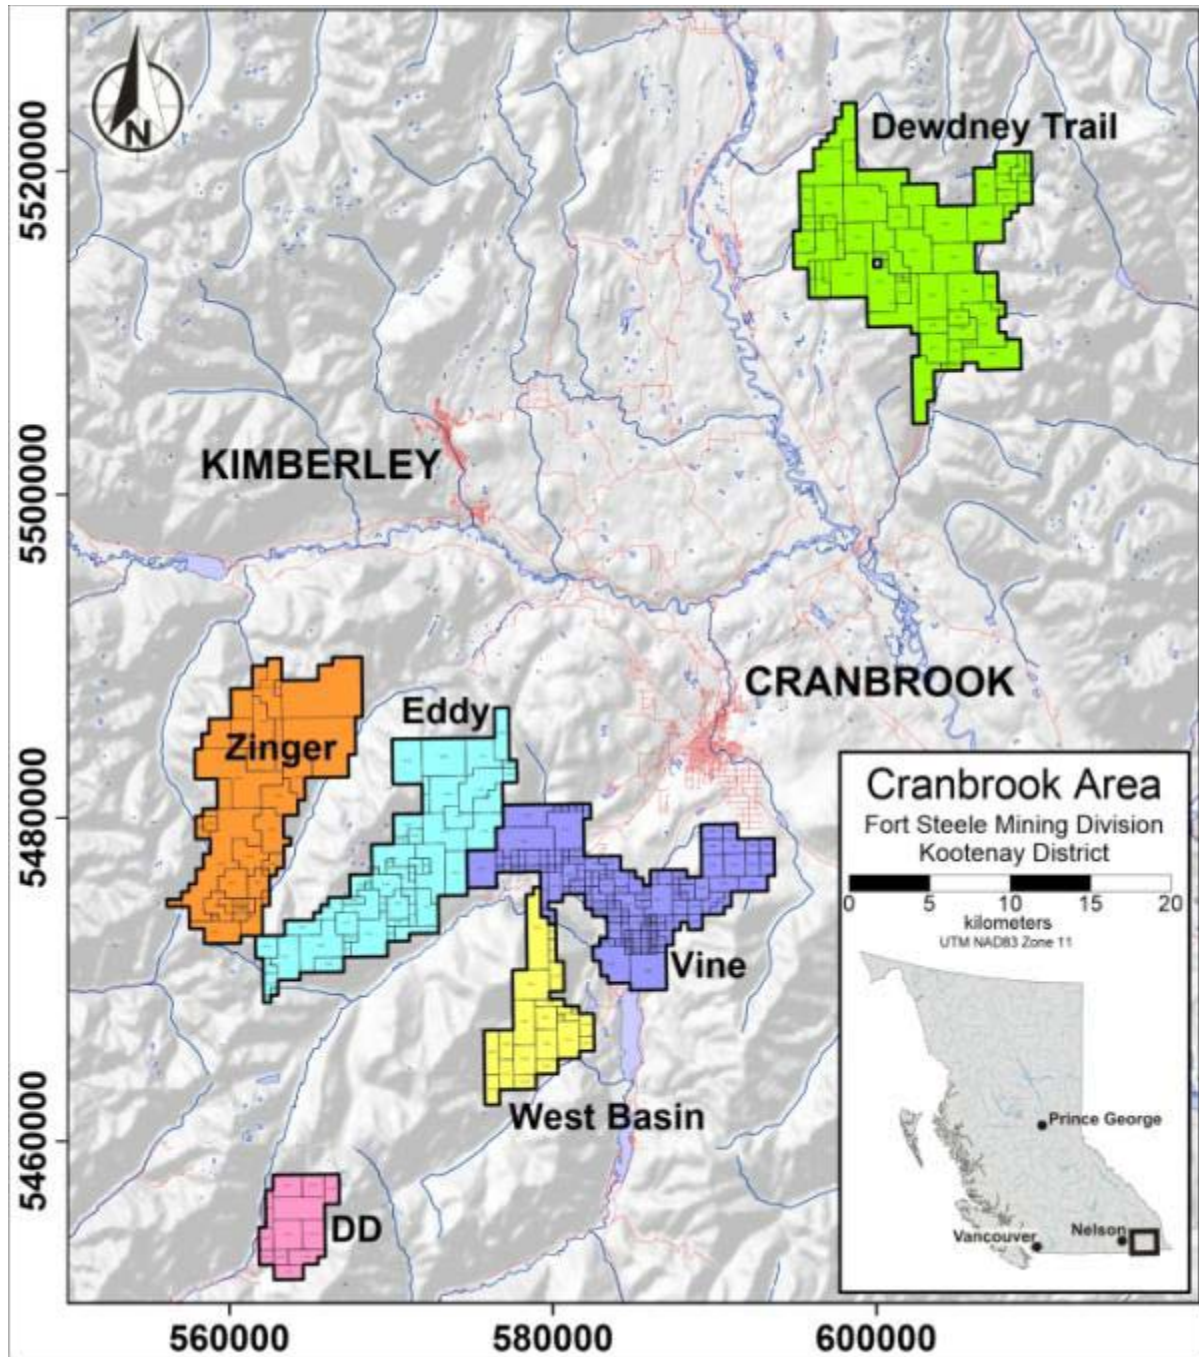 N
Dewdney Trail
5520000
KIMBERLEY
5500000
CRANBROOK
Eddy
Zinger
5480000
Vine
West Basin
5460000
DD
560000
580000
600000
Cranbrook Area
Fort Steele Mining Division
Kootenay District
0 5 10 15 20
kilometers
UTM NAD83 Zone 11
Prince George
Nelson
Vancouver